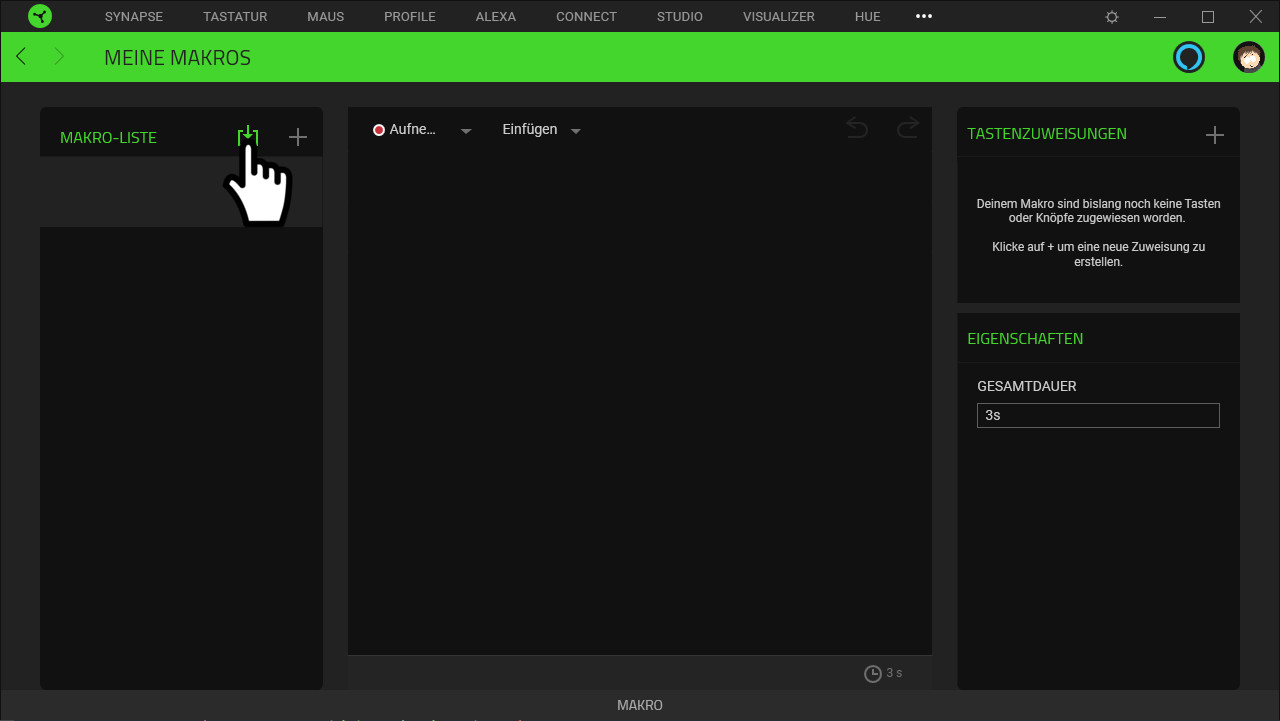 SYNAPSE TASTATUR MAUS PROFILE ALEXA CONNECT STUDIO VISUALIZER HUE •••
MEINE MAKROS
MAKRO-LISTE
Aufne...
Einfügen
TASTENZUWEISUNGEN
Deinem Makro sind bislang noch keine Tasten
oder Knöpfe zugewiesen worden.
Klicke auf + um eine neue Zuweisung zu
erstellen.
EIGENSCHAFTEN
GESAMTDAUER
3s
3 s
MAKRO